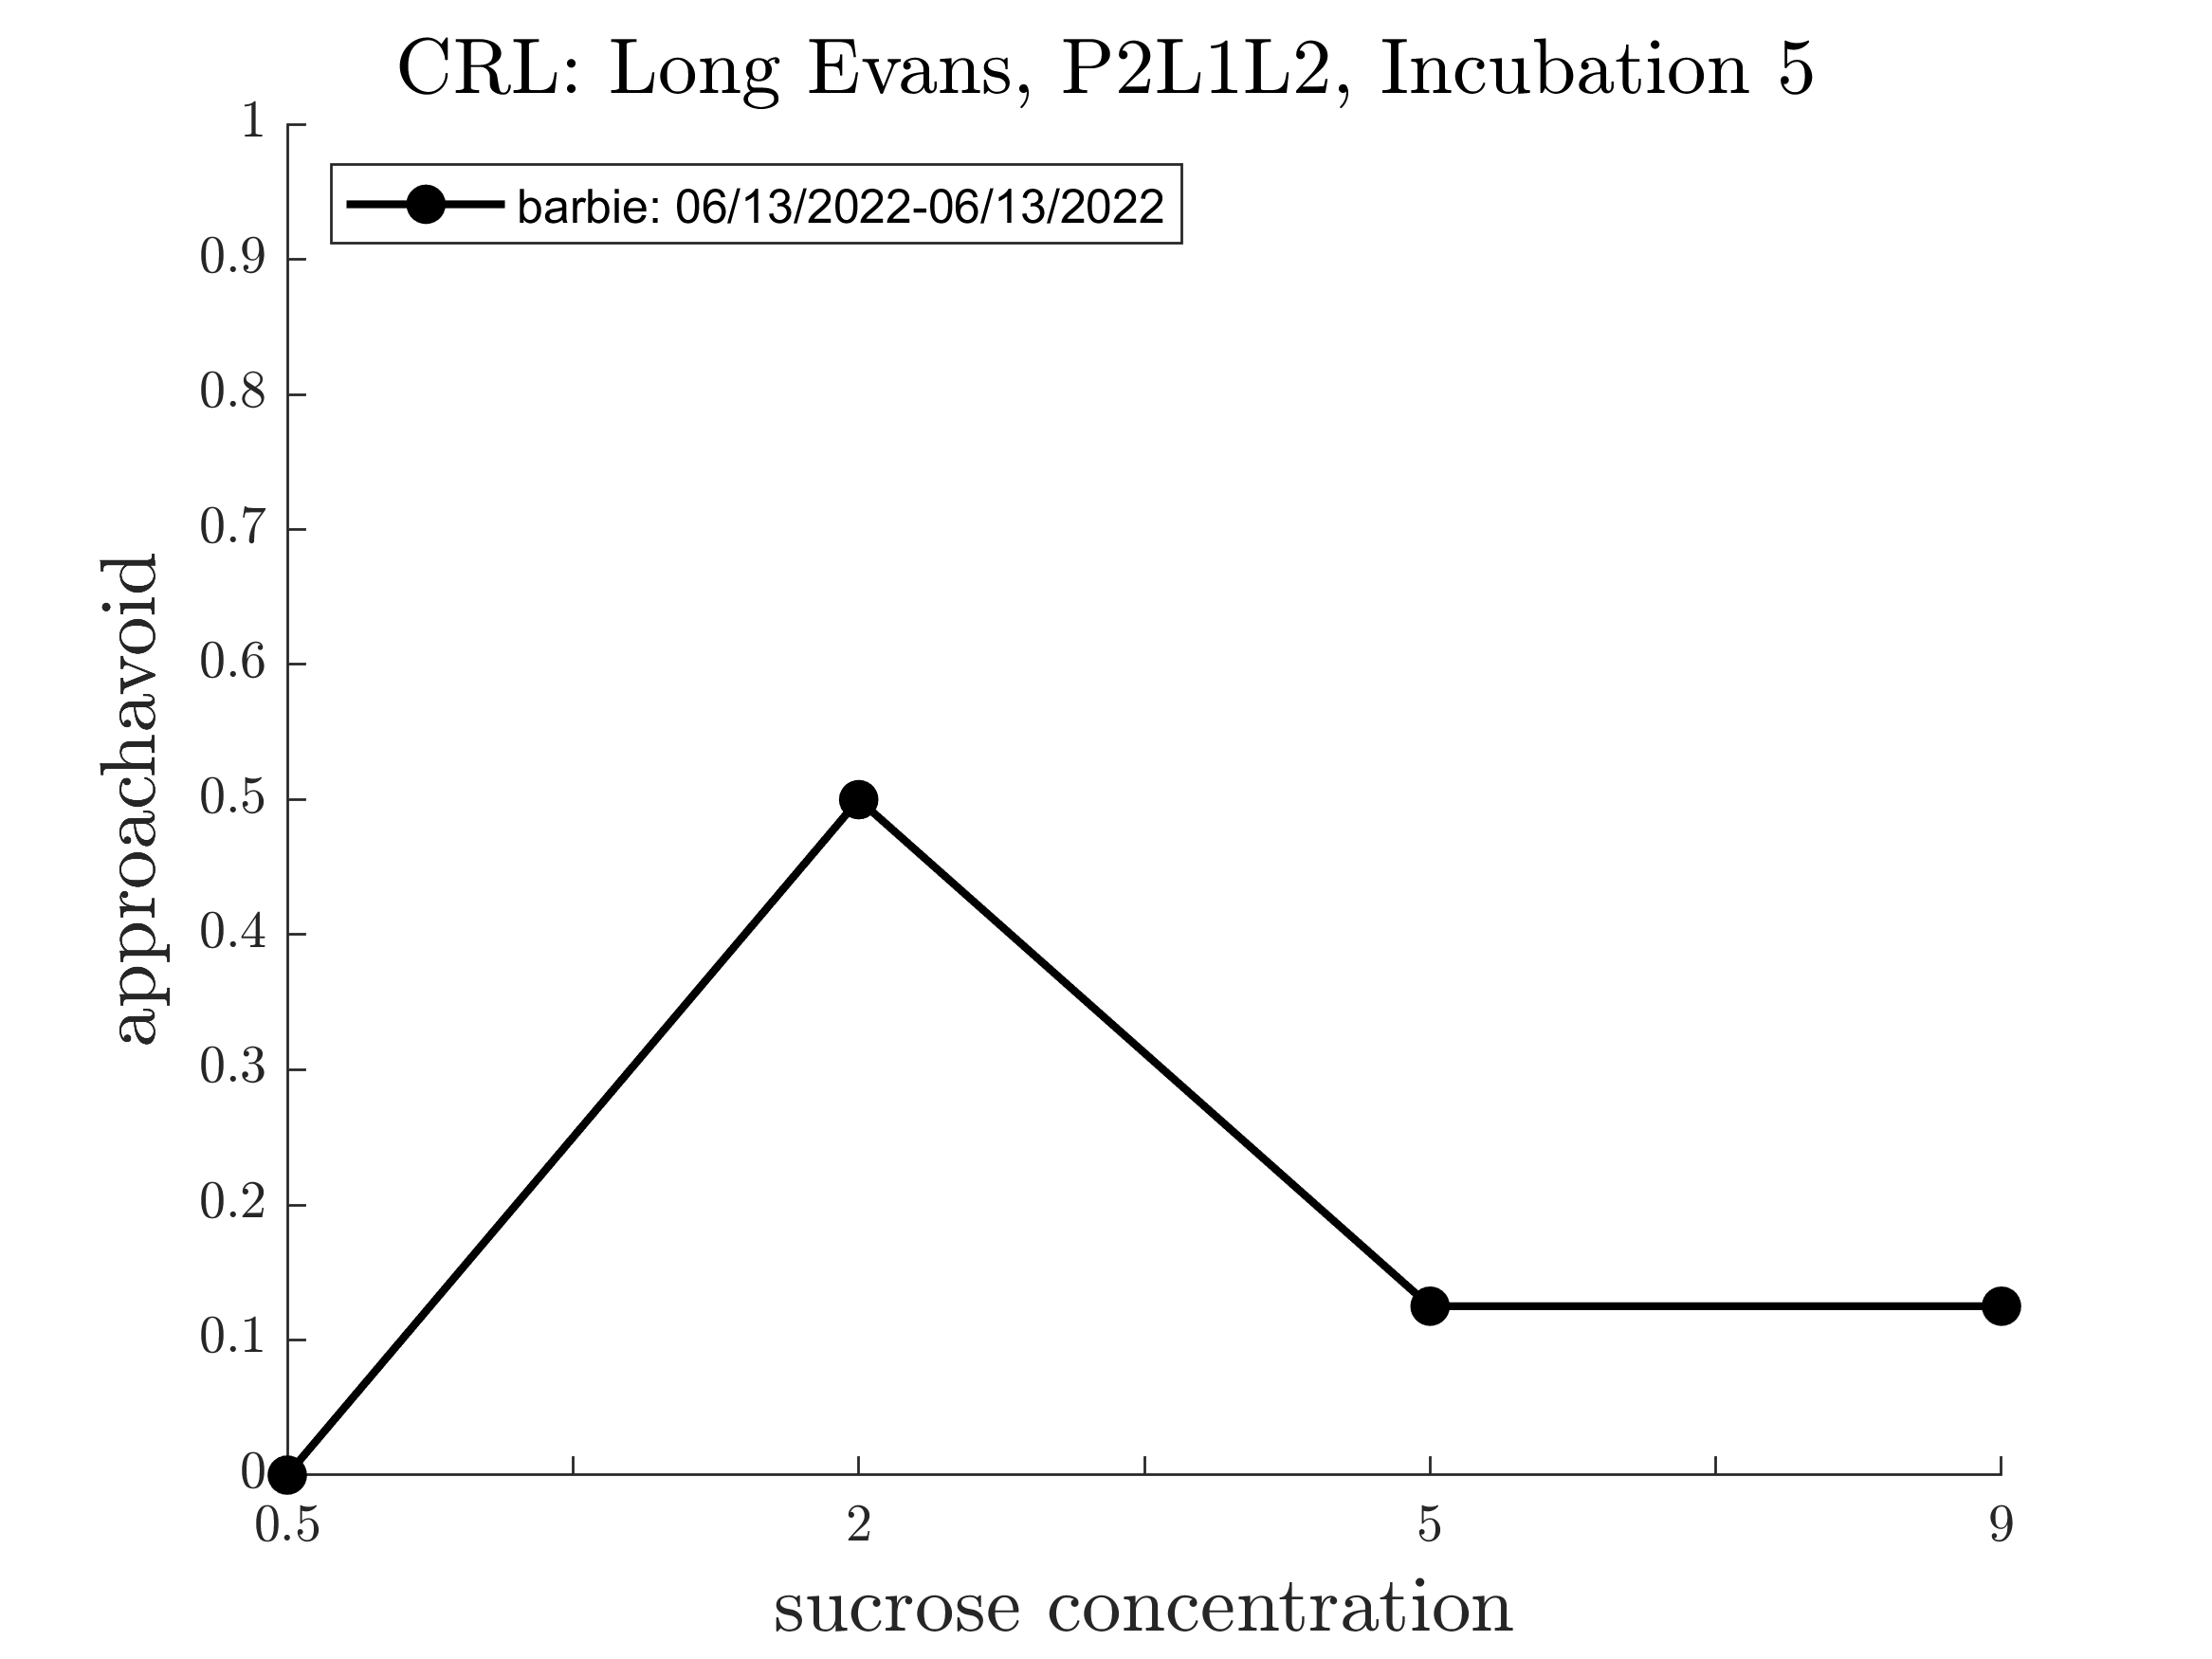 CRL: Long Evans, P2L1L2, Incubation 5
barbie: 06/13/2022-06/13/2022
approachavoid
1
0.9
0.8
0.7
0.6
0.5
0.4
0.3
0.2
0.1
0
0.5 2 5 9
sucrose concentration